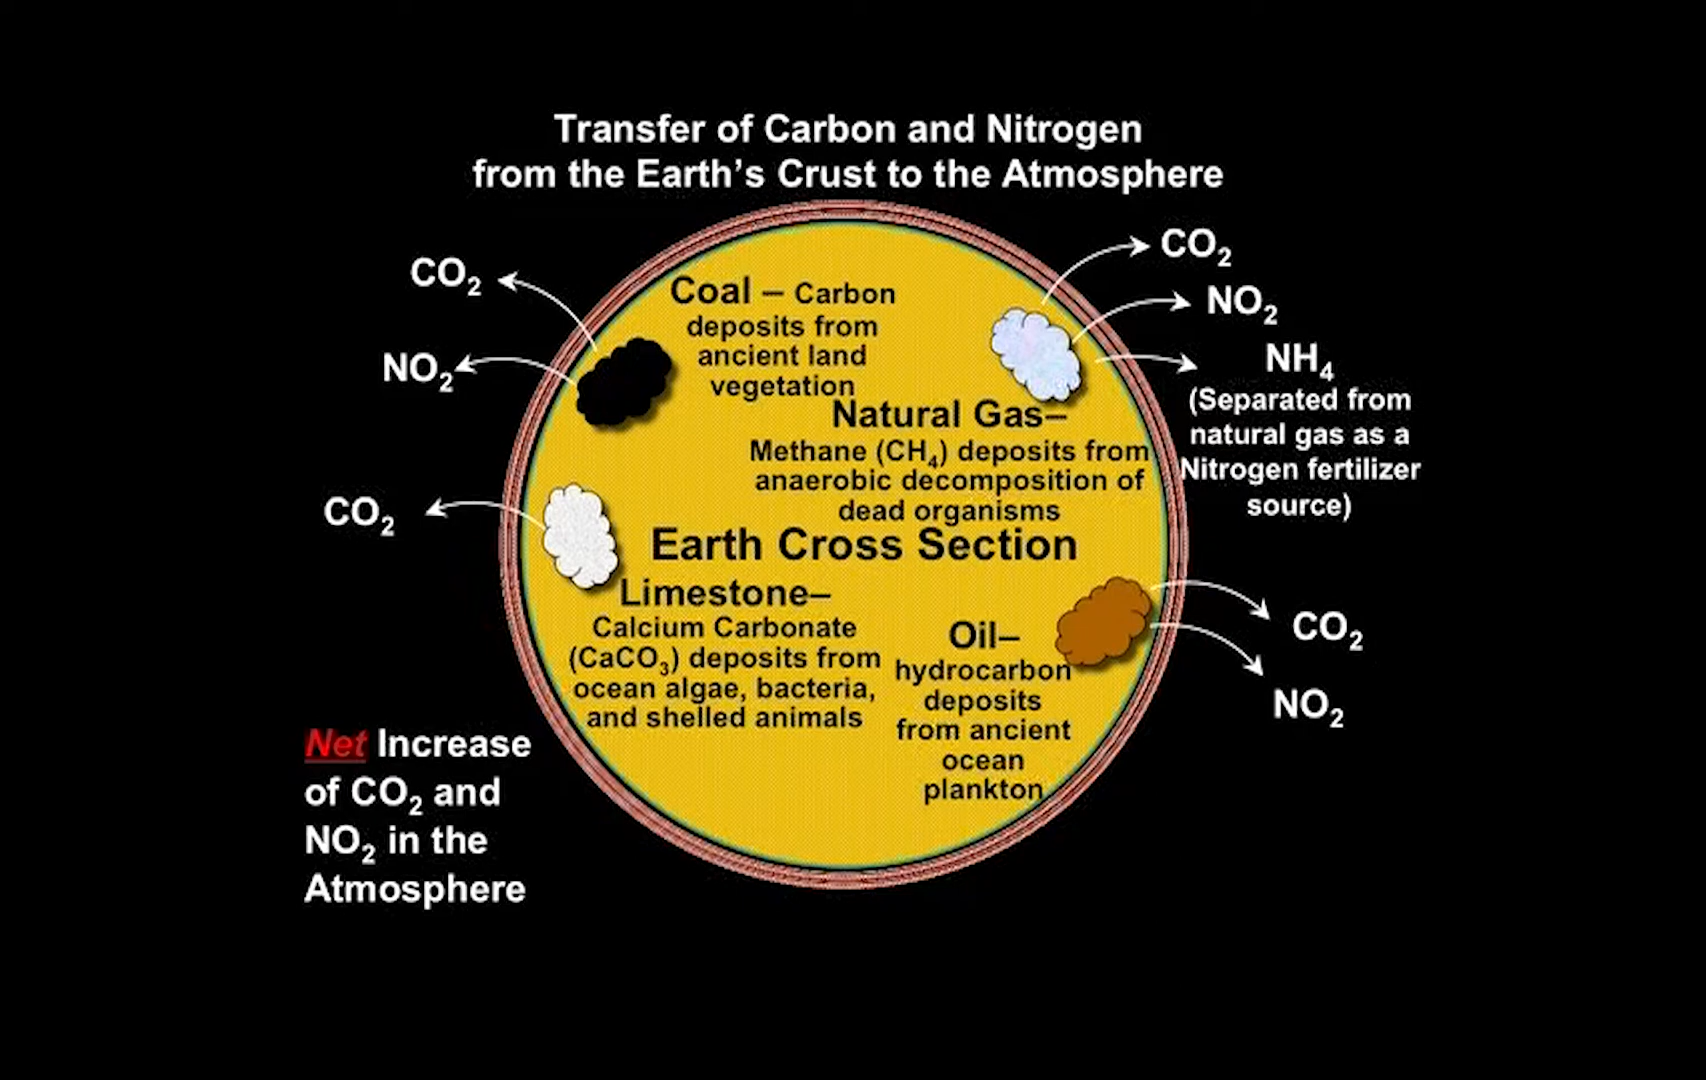 Transfer of Carbon and Nitrogen
from the Earth’s Crust to the Atmosphere
CO₂
NO₂
CO₂
Coal – Carbon
deposits from
ancient land
vegetation
CO₂
NO₂
NH₄
(Separated from
natural gas as a
Nitrogen fertilizer
source)
Natural Gas–
Methane (CH₄) deposits from
anaerobic decomposition of
dead organisms
Earth Cross Section
Limestone–
Calcium Carbonate
(CaCO₃) deposits from
ocean algae, bacteria,
and shelled animals
Oil–
hydrocarbon
deposits
from ancient
ocean
plankton
CO₂
NO₂
Net Increase
of CO₂ and
NO₂ in the
Atmosphere